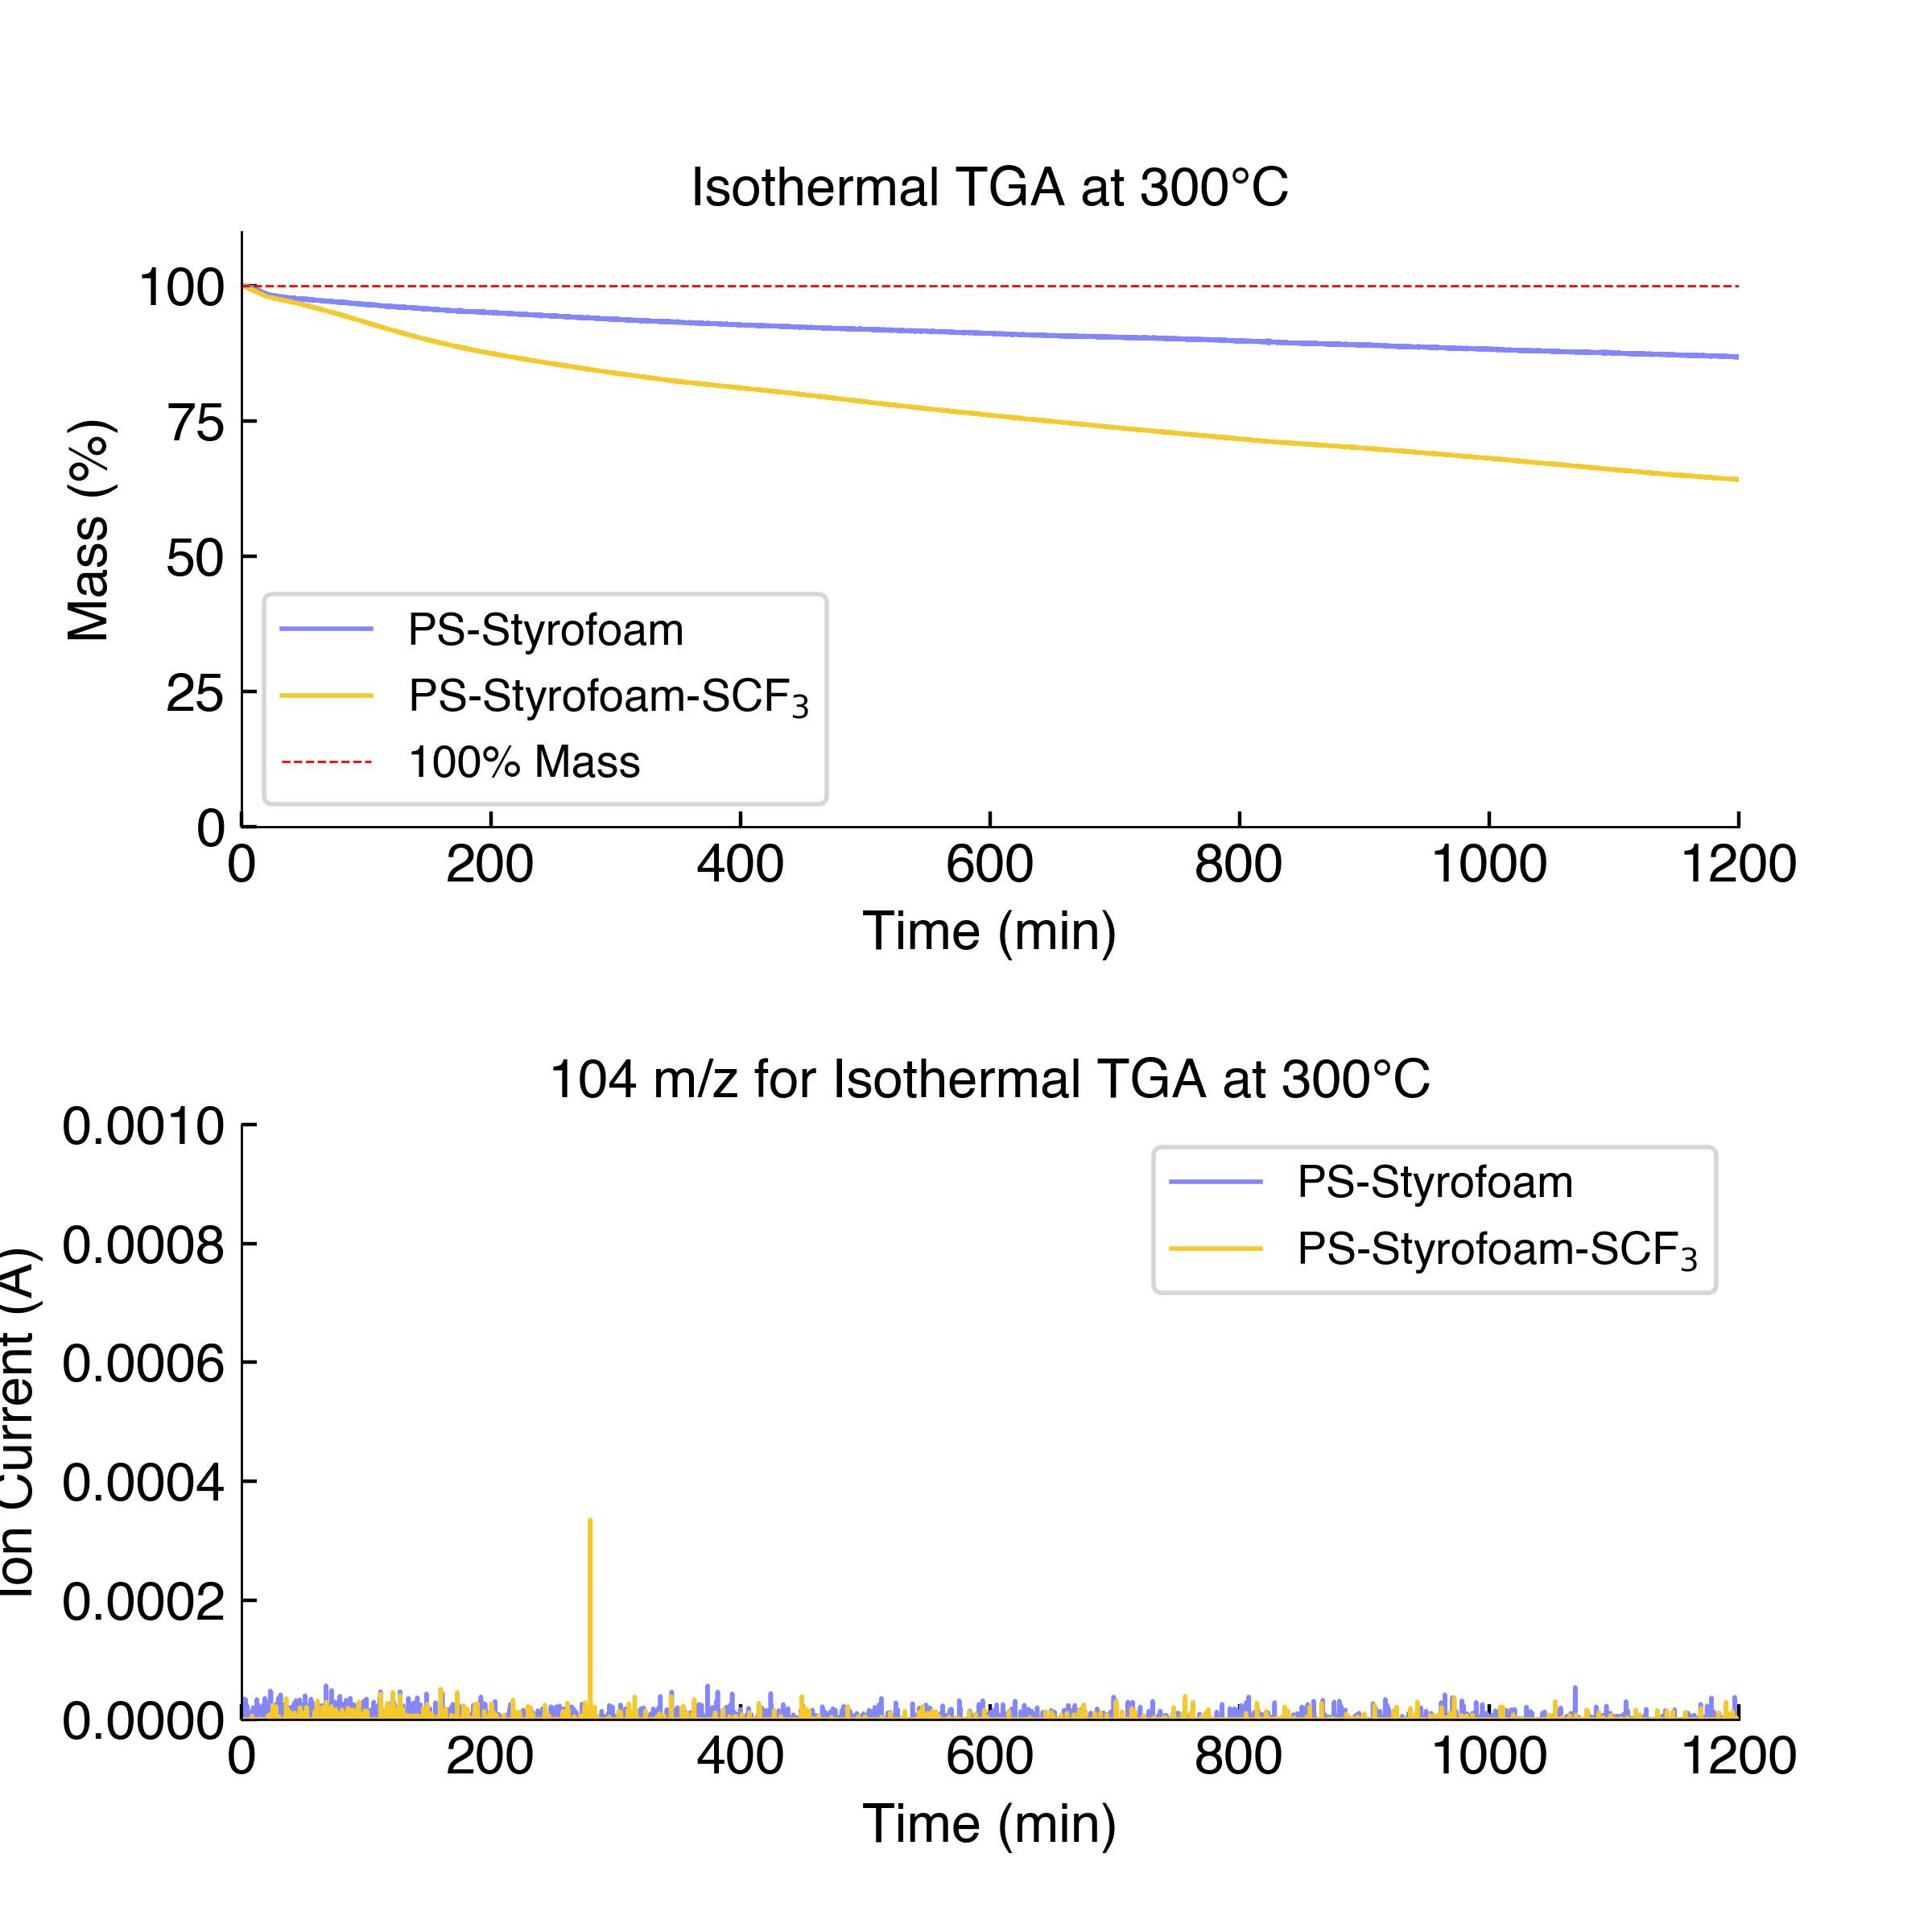 Isothermal TGA at 300°C
100
75
50
25
0
Mass (%)
PS-Styrofoam
PS-Styrofoam-SCF₃
100% Mass
0 200 400 600 800 1000 1200
Time (min)
104 m/z for Isothermal TGA at 300°C
0.0010
0.0008
0.0006
0.0004
0.0002
0.0000
Ion Current (A)
PS-Styrofoam
PS-Styrofoam-SCF₃
0 200 400 600 800 1000 1200
Time (min)